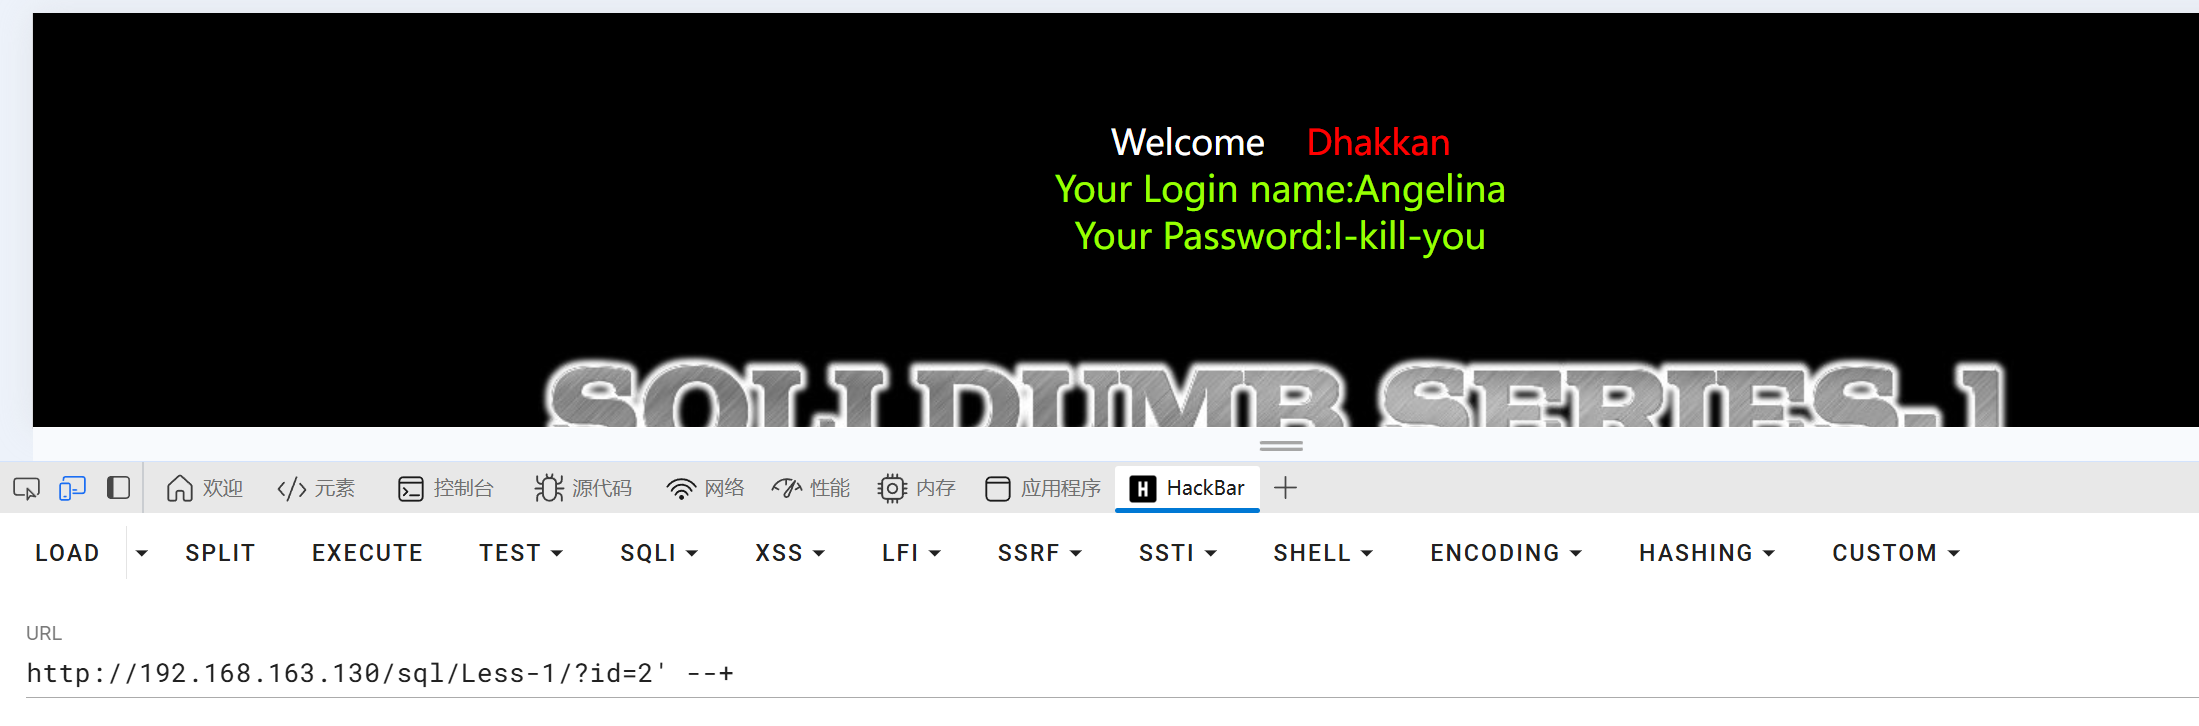 Welcome Dhakkan
Your Login name:Angelina
Your Password:I-kill-you
SQLI DUMB SERIES-1
欢迎 元素 控制台 源代码 网络 性能 内存 应用程序 HackBar
LOAD SPLIT EXECUTE TEST SQLI XSS LFI SSRF SSTI SHELL ENCODING HASHING CUSTOM
URL
http://192.168.163.130/sql/Less-1/?id=2' --+